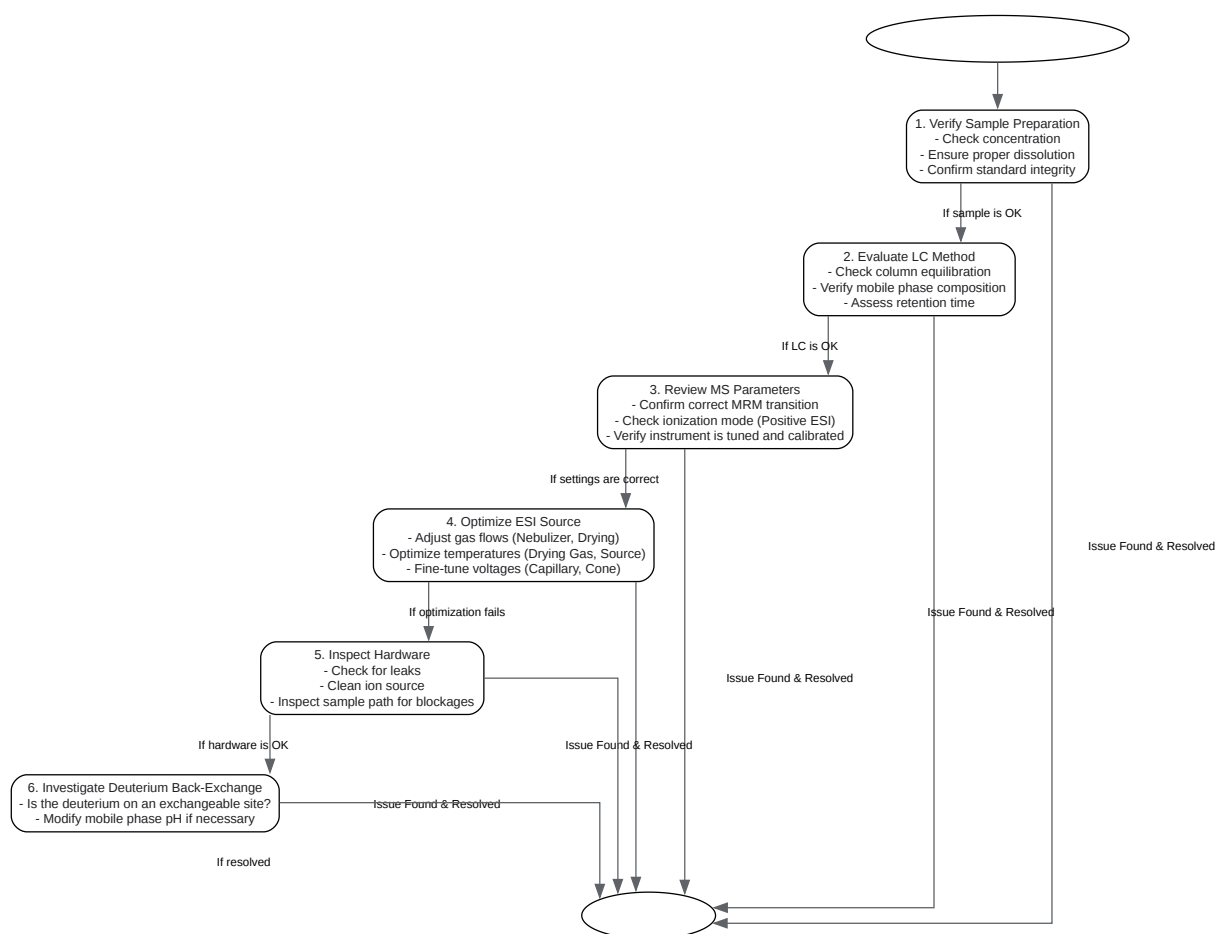 1. Verify Sample Preparation
- Check concentration
- Ensure proper dissolution
- Confirm standard integrity
If sample is OK
2. Evaluate LC Method
- Check column equilibration
- Verify mobile phase composition
- Assess retention time
If LC is OK
3. Review MS Parameters
- Confirm correct MRM transition
- Check ionization mode (Positive ESI)
- Verify instrument is tuned and calibrated
If settings are correct
4. Optimize ESI Source
- Adjust gas flows (Nebulizer, Drying)
- Optimize temperatures (Drying Gas, Source)
- Fine-tune voltages (Capillary, Cone)
Issue Found & Resolved
If optimization fails
Issue Found & Resolved
5. Inspect Hardware
- Check for leaks
- Clean ion source
- Inspect sample path for blockages
Issue Found & Resolved
If hardware is OK
Issue Found & Resolved
6. Investigate Deuterium Back-Exchange
- Is the deuterium on an exchangeable site?
- Modify mobile phase pH if necessary
Issue Found & Resolved
If resolved